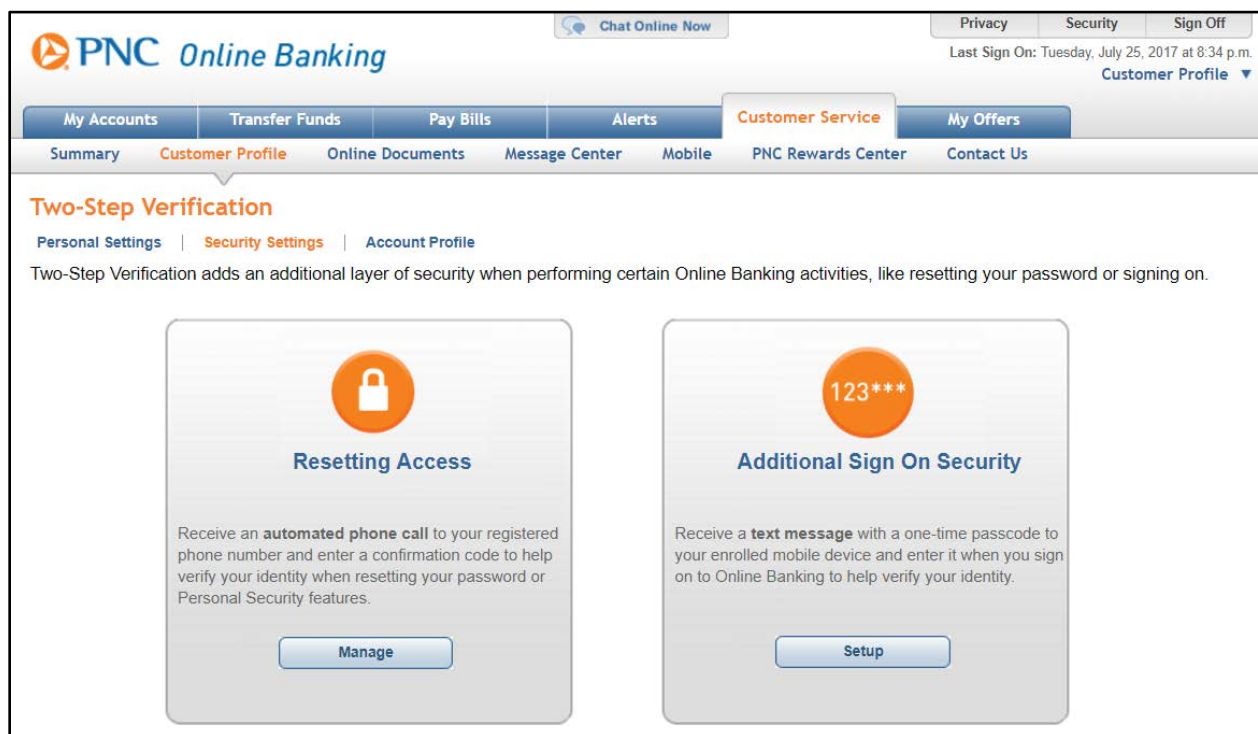 Chat Online Now
Privacy Security Sign Off
PNC Online Banking
Last Sign On: Tuesday, July 25, 2017 at 8:34 p.m.
Customer Profile ▼
My Accounts Transfer Funds Pay Bills Alerts Customer Service My Offers
Summary Customer Profile Online Documents Message Center Mobile PNC Rewards Center Contact Us
Two-Step Verification
Personal Settings | Security Settings | Account Profile
Two-Step Verification adds an additional layer of security when performing certain Online Banking activities, like resetting your password or signing on.
Resetting Access
Receive an automated phone call to your registered
phone number and enter a confirmation code to help
verify your identity when resetting your password or
Personal Security features.
Manage
123***
Additional Sign On Security
Receive a text message with a one-time passcode to
your enrolled mobile device and enter it when you sign
on to Online Banking to help verify your identity.
Setup